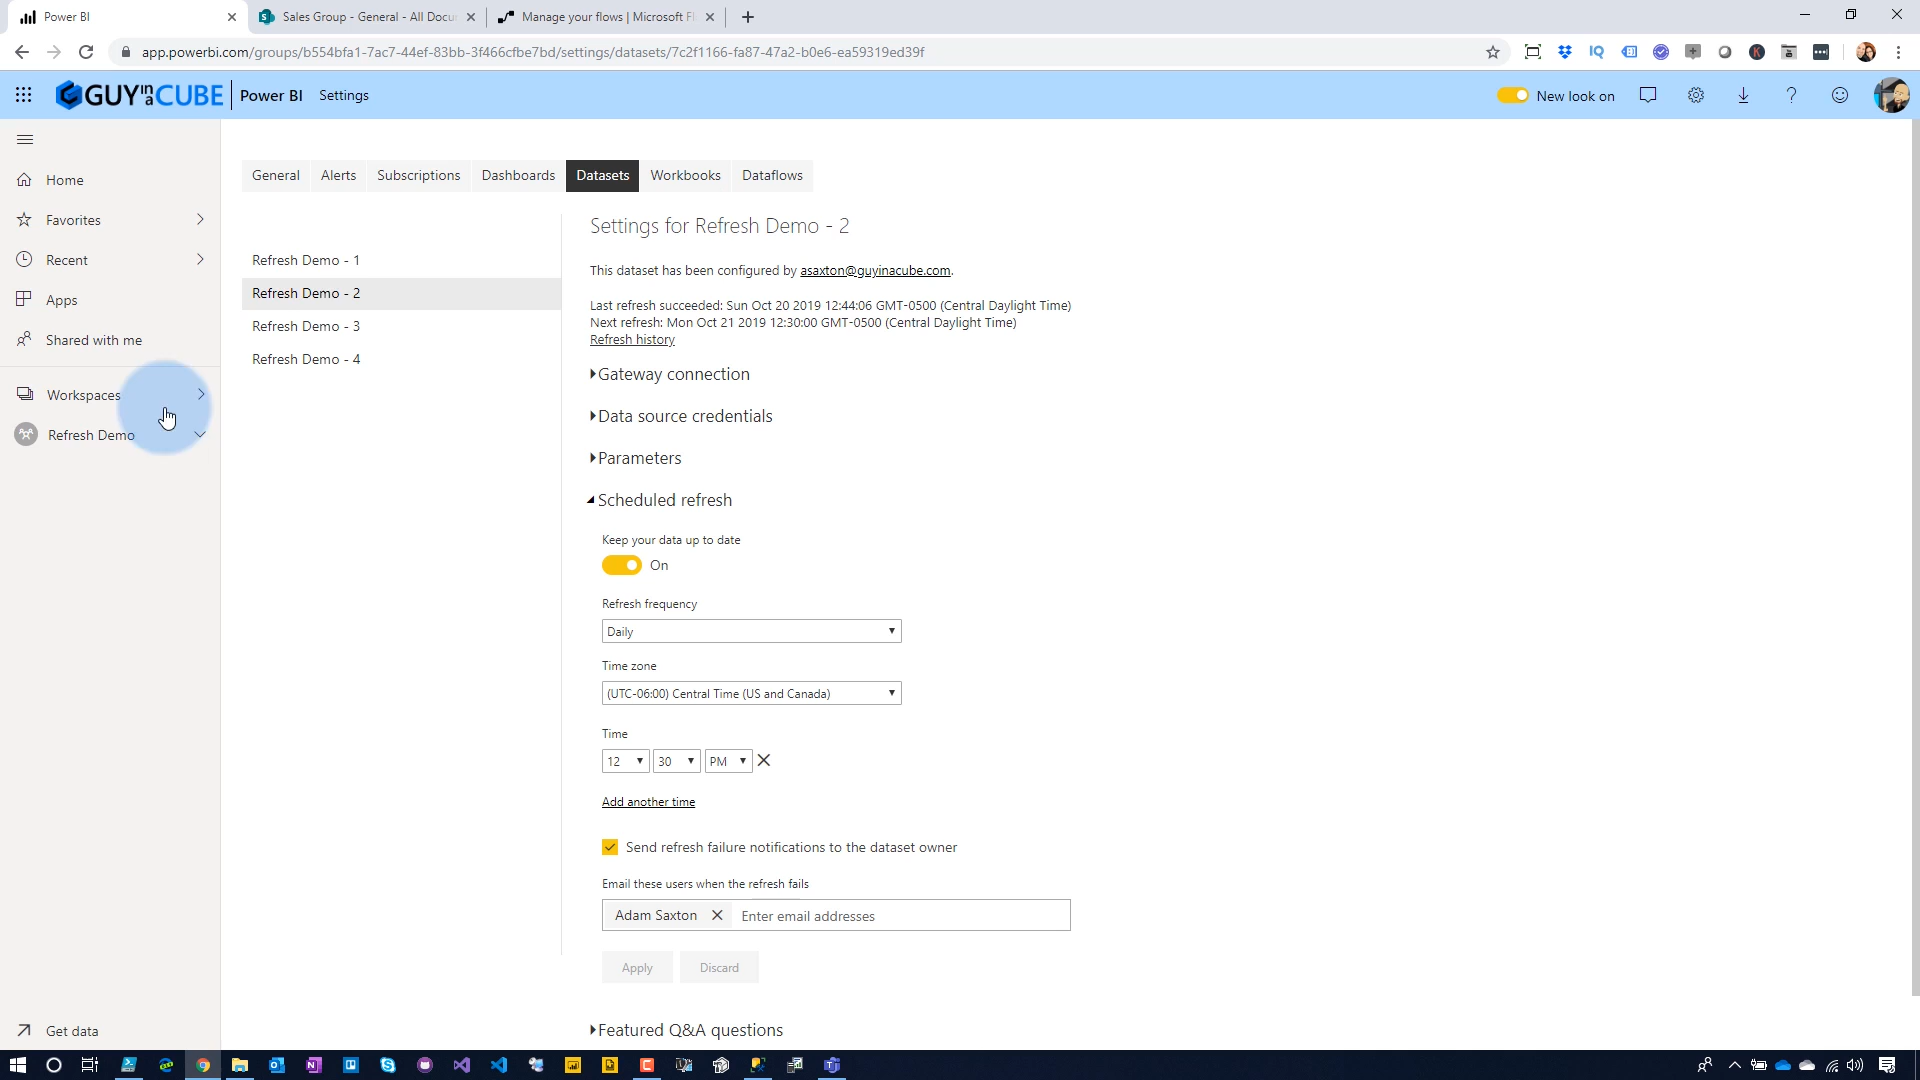 Power BI
Sales Group - General - All Docu
Manage your flows | Microsoft Fl
app.powerbi.com/groups/b554bfa1-7ac7-44ef-83bb-3f466cfbe7bd/settings/datasets/7c2f1166-fa87-47a2-b0e6-ea59319ed39f
GUY in a CUBE Power BI Settings
New look on
Home
Favorites
Recent
Apps
Shared with me
Workspaces
Refresh Demo
Get data
General Alerts Subscriptions Dashboards Datasets Workbooks Dataflows
Refresh Demo - 1
Refresh Demo - 2
Refresh Demo - 3
Refresh Demo - 4
Settings for Refresh Demo - 2
This dataset has been configured by asaxton@guyinacube.com.
Last refresh succeeded: Sun Oct 20 2019 12:44:06 GMT-0500 (Central Daylight Time)
Next refresh: Mon Oct 21 2019 12:30:00 GMT-0500 (Central Daylight Time)
Refresh history
Gateway connection
Data source credentials
Parameters
Scheduled refresh
Keep your data up to date
On
Refresh frequency
Daily
Time zone
(UTC-06:00) Central Time (US and Canada)
Time
12 30 PM
Add another time
Send refresh failure notifications to the dataset owner
Email these users when the refresh fails
Adam Saxton Enter email addresses
Apply Discard
Featured Q&A questions